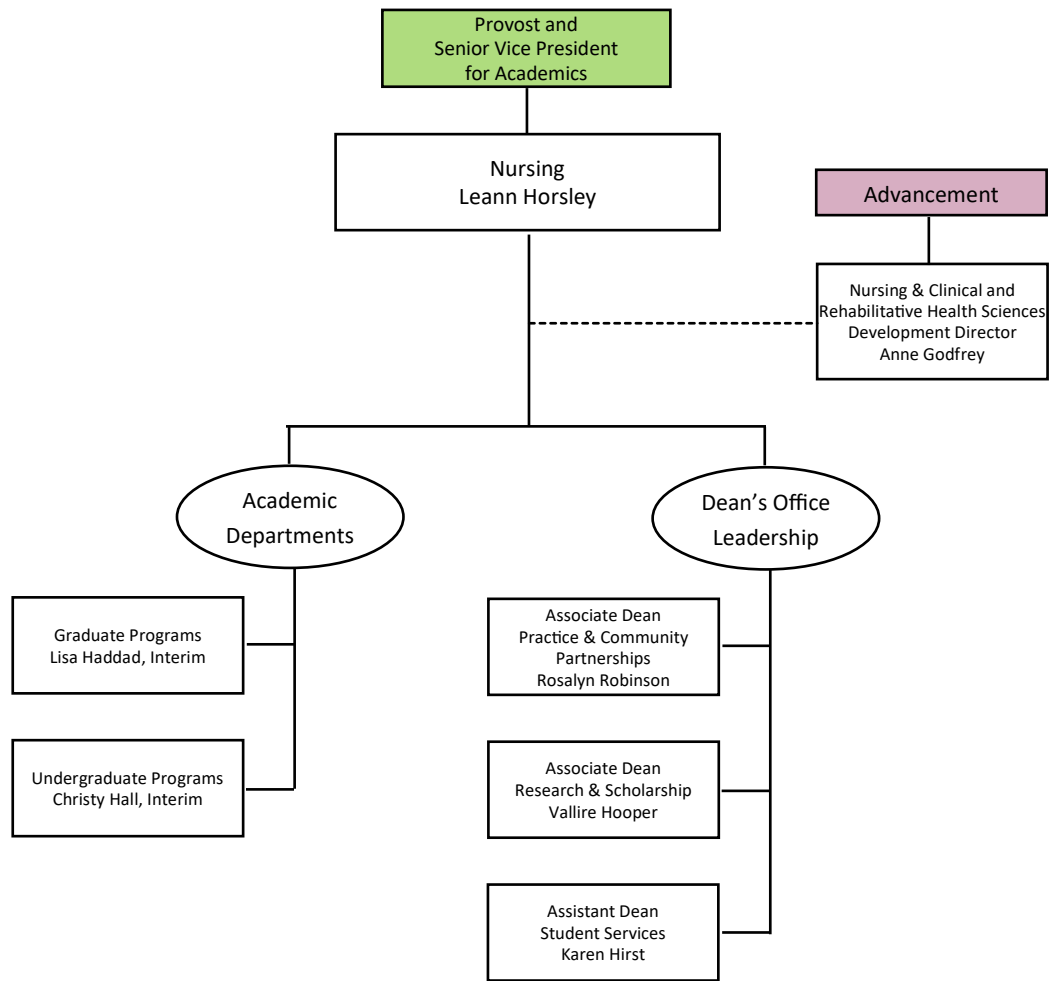 Provost and
Senior Vice President
for Academics
Nursing
Leann Horsley
Advancement
Nursing & Clinical and
Rehabilitative Health Sciences
Development Director
Anne Godfrey
Academic
Departments
Dean’s Office
Leadership
Graduate Programs
Lisa Haddad, Interim
Undergraduate Programs
Christy Hall, Interim
Associate Dean
Practice & Community
Partnerships
Rosalyn Robinson
Associate Dean
Research & Scholarship
Vallire Hooper
Assistant Dean
Student Services
Karen Hirst